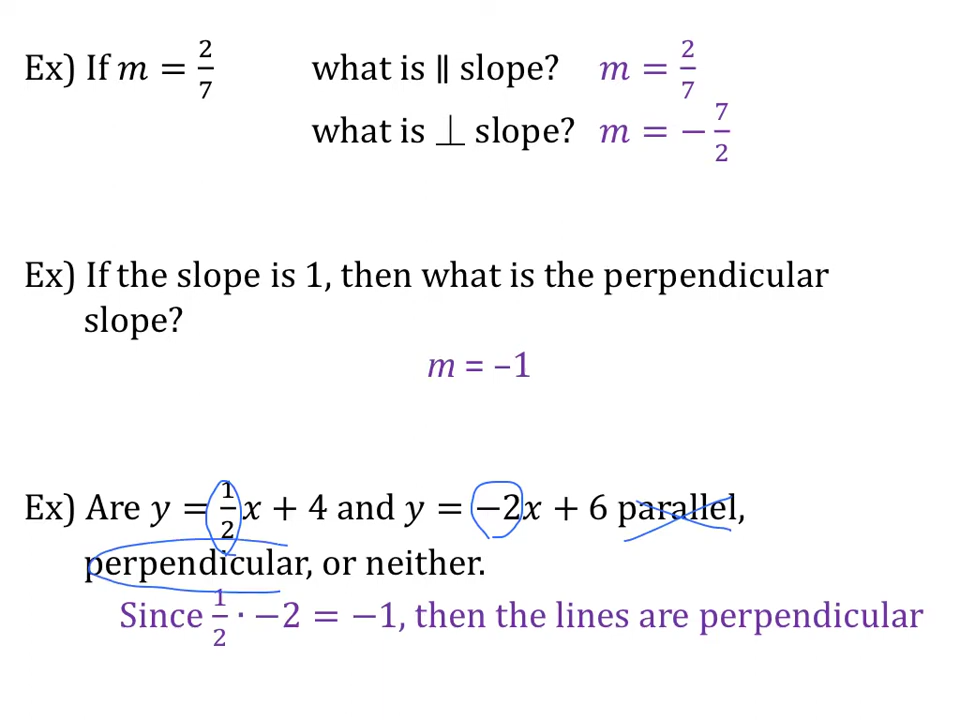 Ex) If m = 2/7 what is ∥ slope? m = 2/7
what is ⊥ slope? m = − 7/2
Ex) If the slope is 1, then what is the perpendicular
slope?
m = –1
Ex) Are y = 1/2 x + 4 and y = −2x + 6 parallel,
perpendicular, or neither.
Since 1/2 · −2 = −1, then the lines are perpendicular